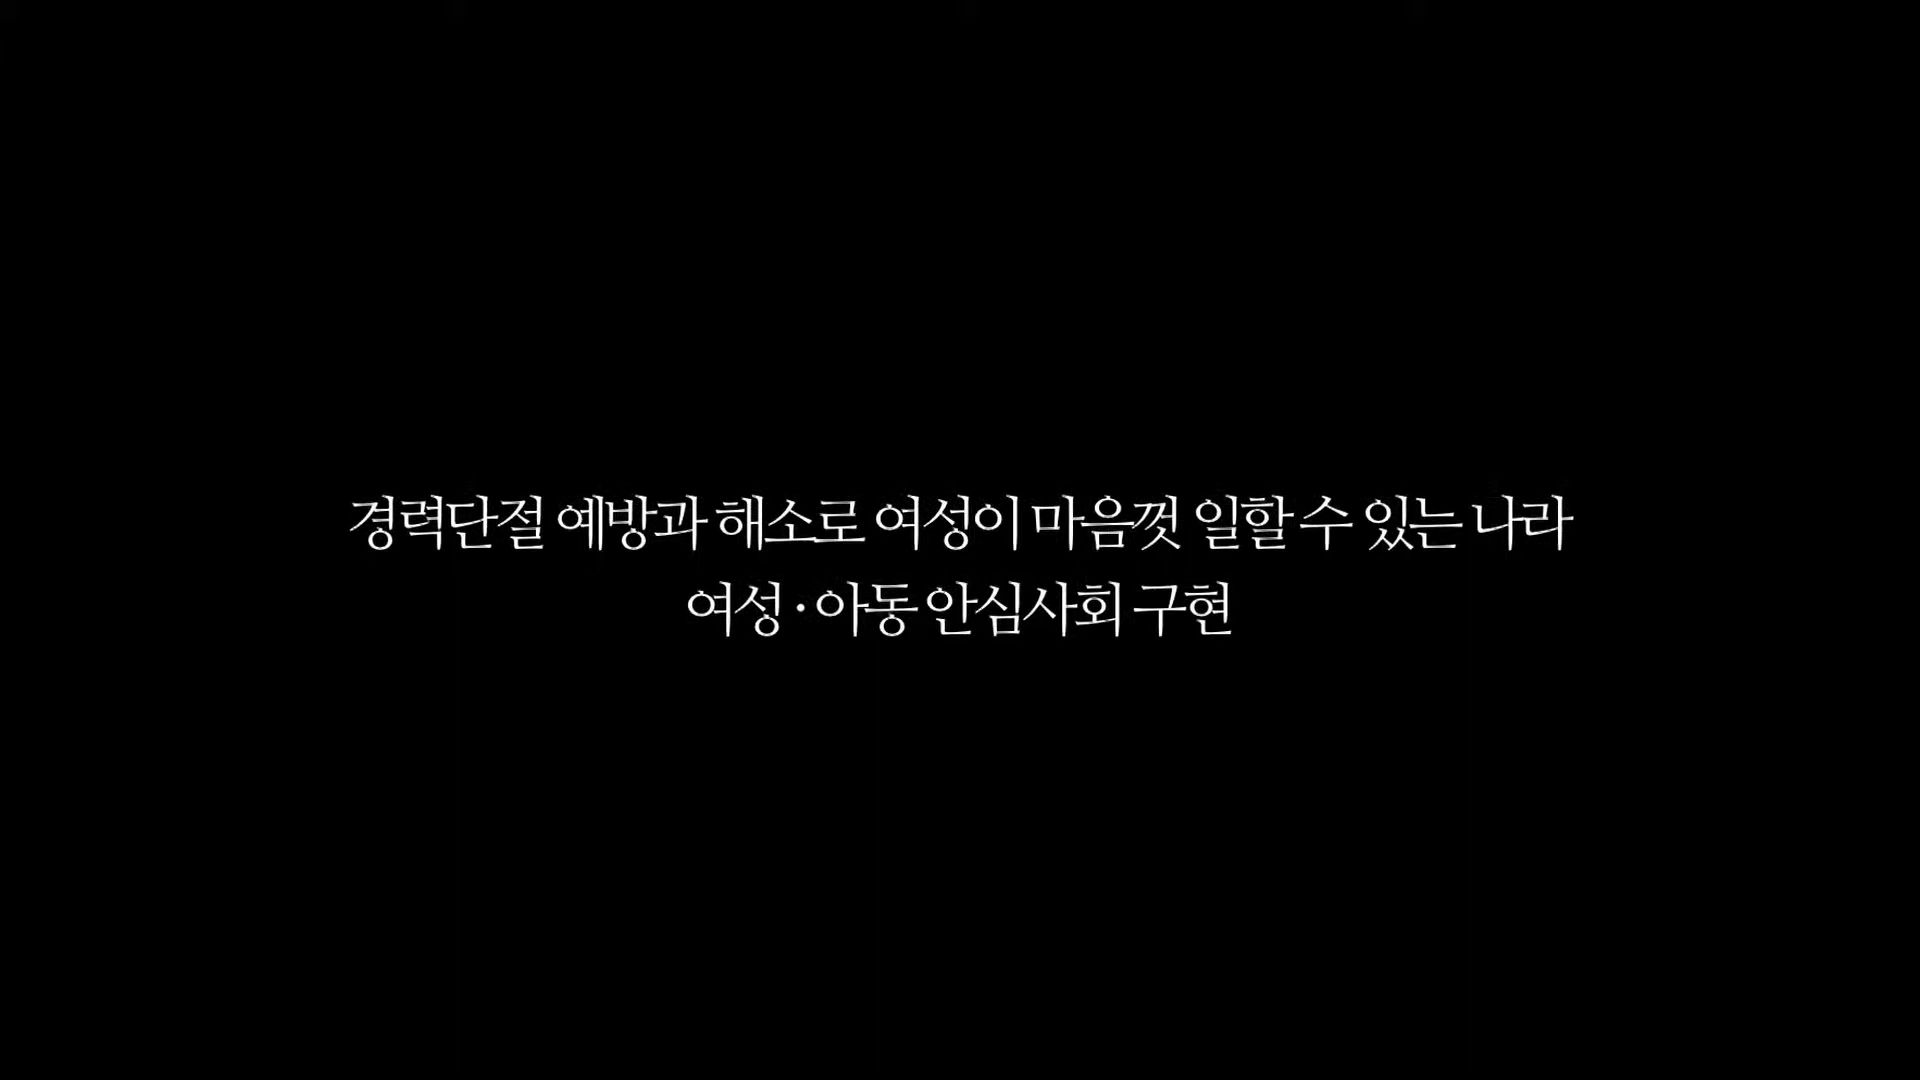 경력단절 예방과 해소로 여성이 마음껏 일할 수 있는 나라
여성·아동 안심사회 구현